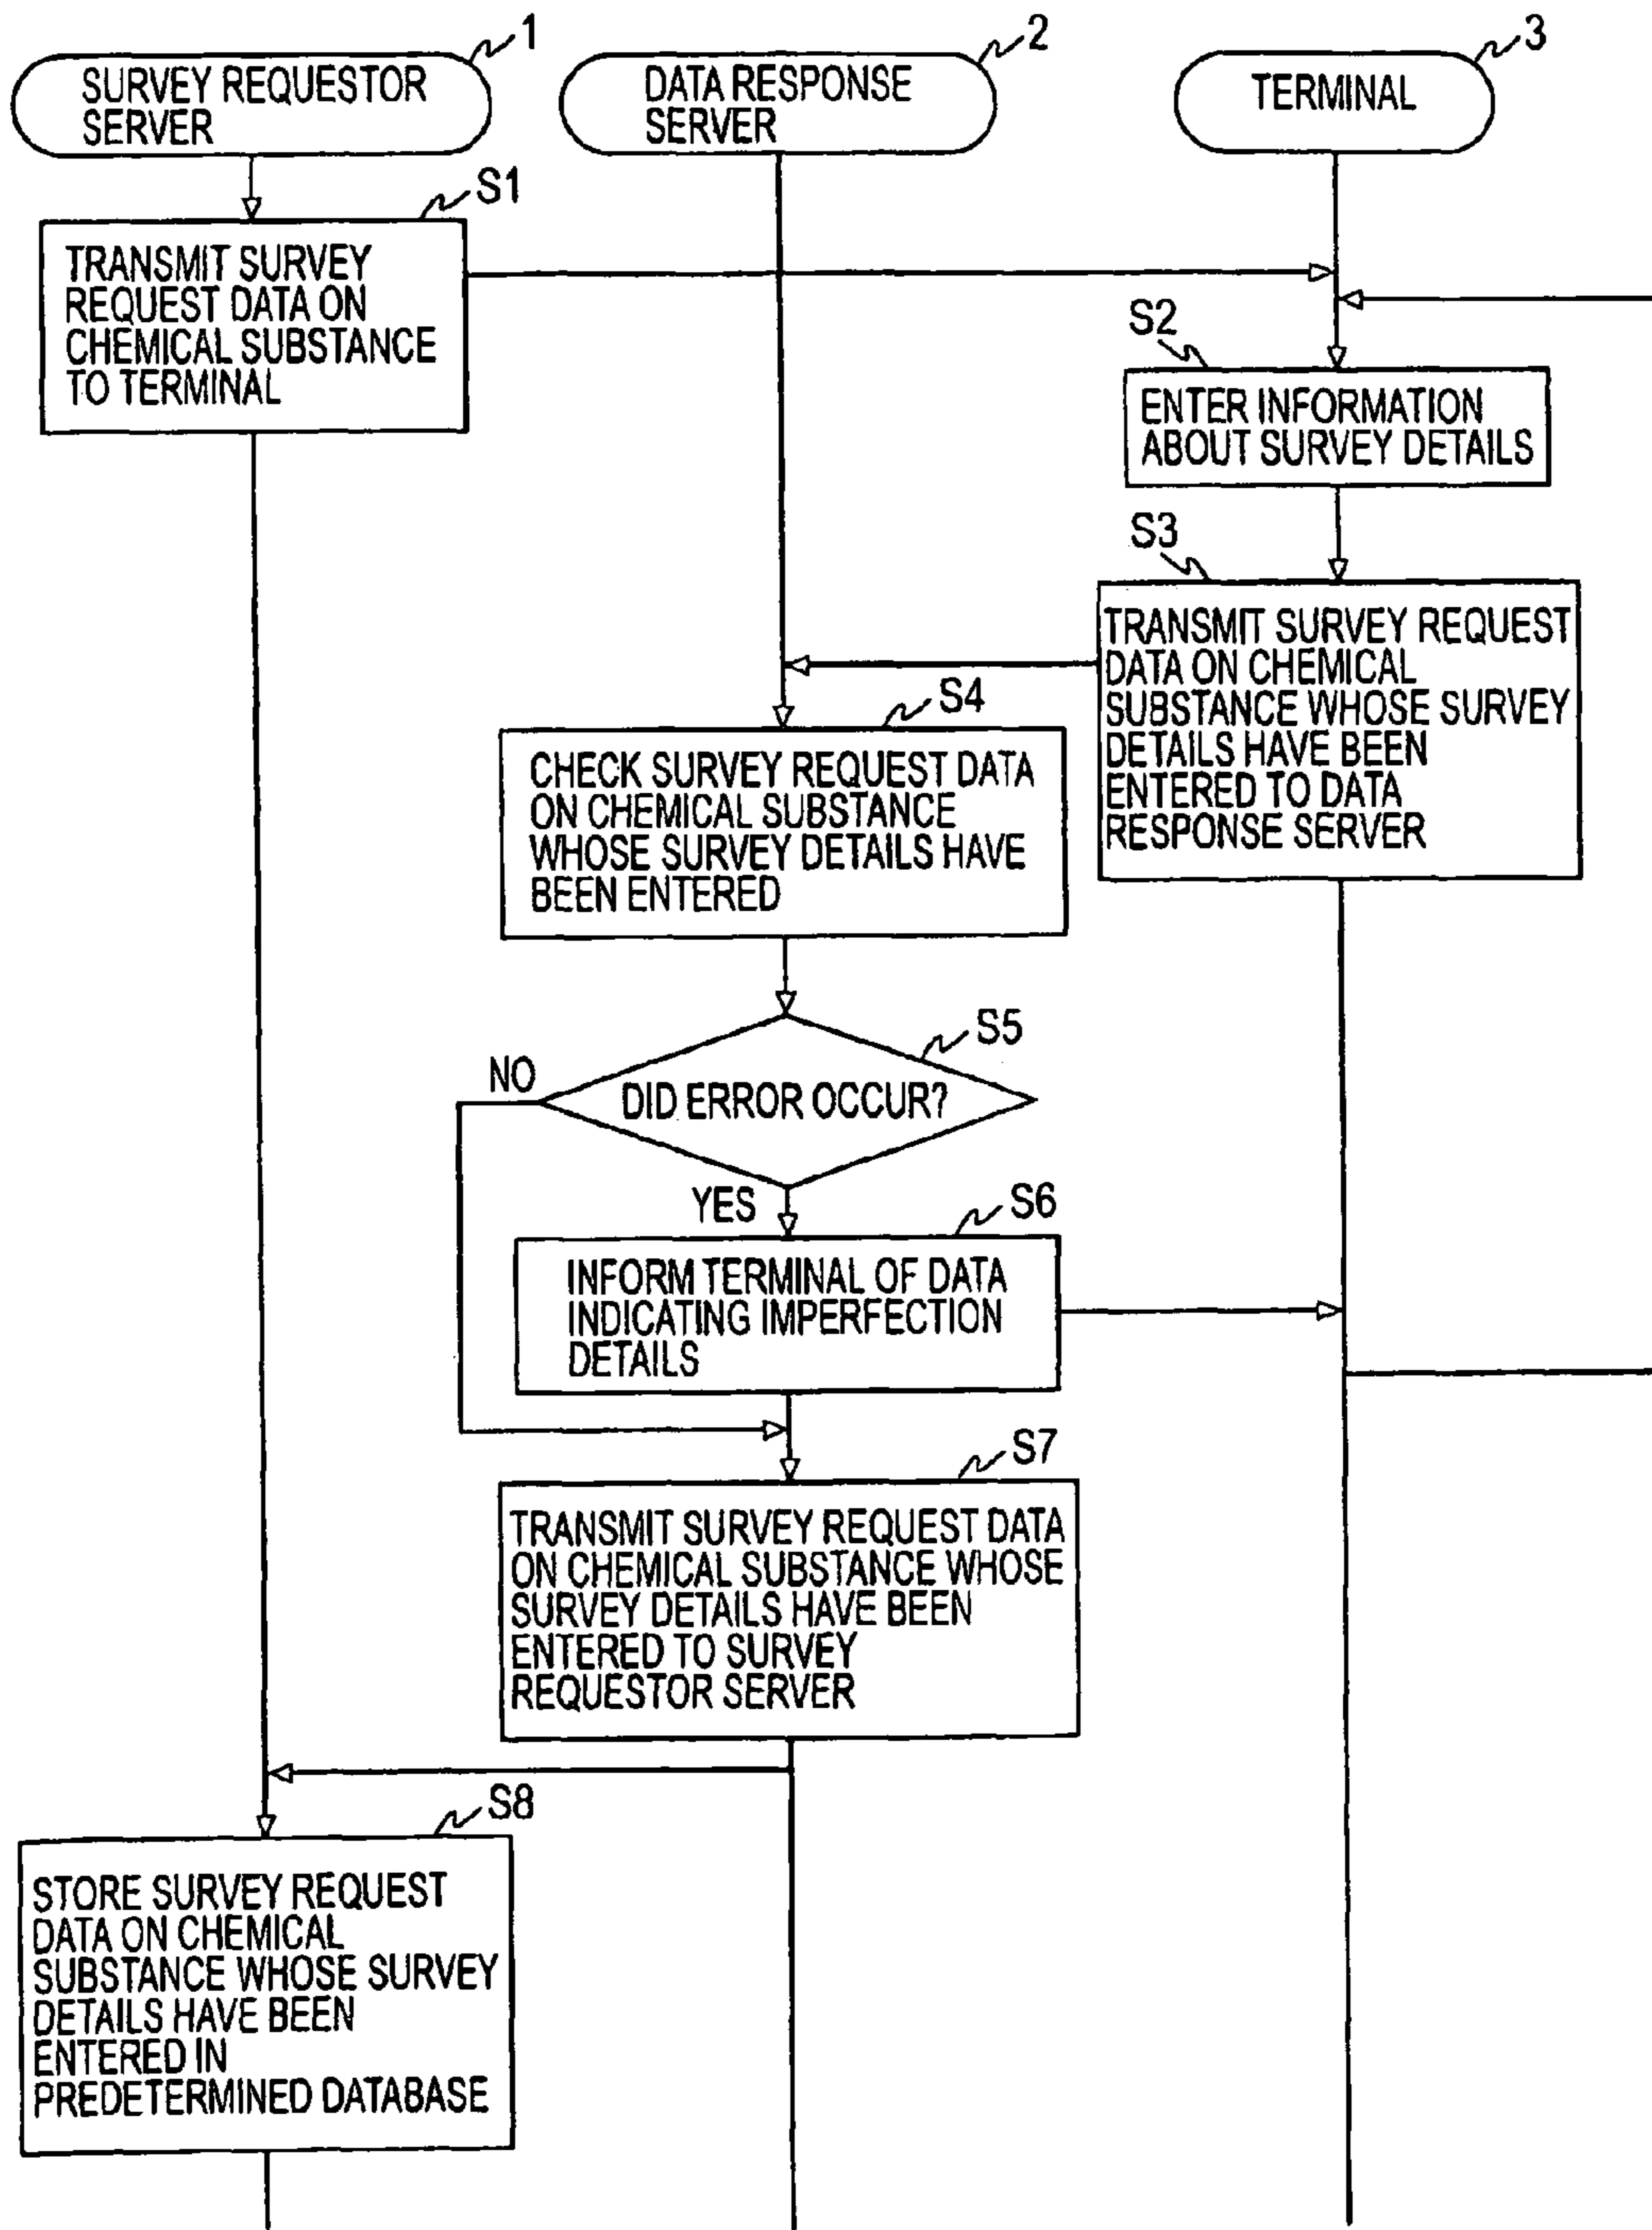 1
SURVEY REQUESTOR
SERVER
2
DATA RESPONSE
SERVER
3
TERMINAL
S1
TRANSMIT SURVEY
REQUEST DATA ON
CHEMICAL SUBSTANCE
TO TERMINAL
S2
ENTER INFORMATION
ABOUT SURVEY DETAILS
S3
TRANSMIT SURVEY REQUEST
DATA ON CHEMICAL
SUBSTANCE WHOSE SURVEY
DETAILS HAVE BEEN
ENTERED TO DATA
RESPONSE SERVER
S4
CHECK SURVEY REQUEST DATA
ON CHEMICAL SUBSTANCE
WHOSE SURVEY DETAILS HAVE
BEEN ENTERED
S5
DID ERROR OCCUR?
NO
YES
S6
INFORM TERMINAL OF DATA
INDICATING IMPERFECTION
DETAILS
S7
TRANSMIT SURVEY REQUEST DATA
ON CHEMICAL SUBSTANCE WHOSE
SURVEY DETAILS HAVE BEEN
ENTERED TO SURVEY
REQUESTOR SERVER
S8
STORE SURVEY REQUEST
DATA ON CHEMICAL
SUBSTANCE WHOSE SURVEY
DETAILS HAVE BEEN
ENTERED IN
PREDETERMINED DATABASE